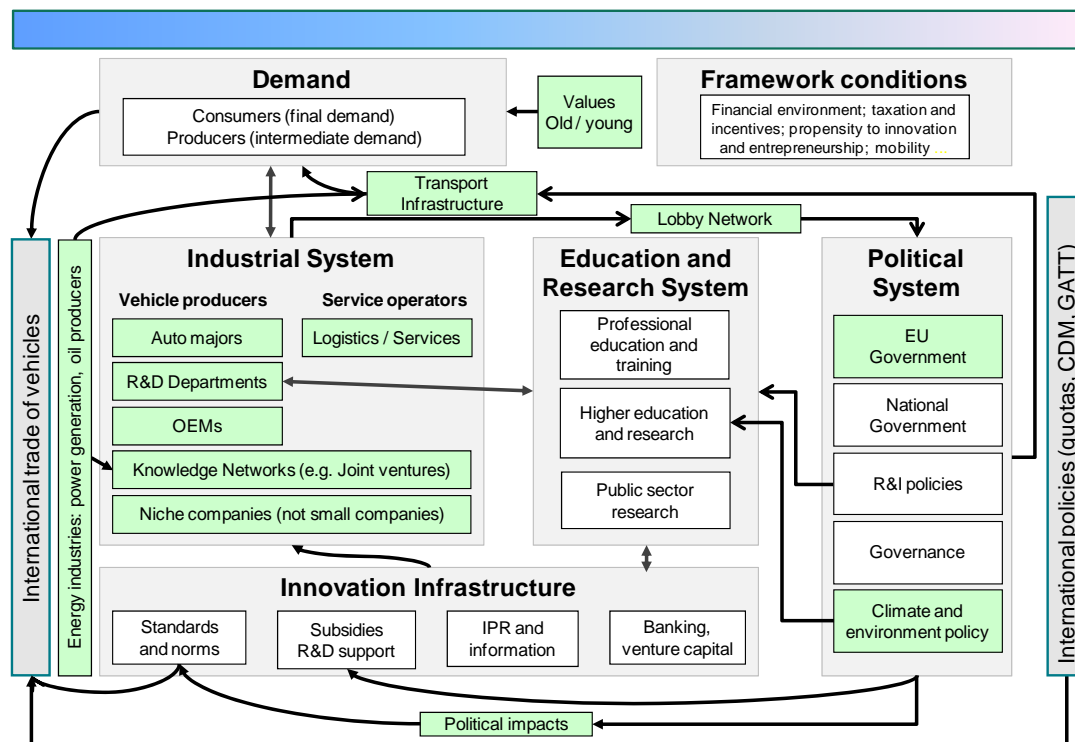 Demand
Consumers (final demand)
Producers (intermediate demand)
Values
Old / young
Framework conditions
Financial environment; taxation and
incentives; propensity to innovation
and entrepreneurship; mobility ...
Transport
Infrastructure
Lobby Network
International trade of vehicles
Energy industries: power generation, oil producers
Industrial System
Vehicle producers
Service operators
Auto majors
Logistics / Services
R&D Departments
OEMs
Knowledge Networks (e.g. Joint ventures)
Niche companies (not small companies)
Education and
Research System
Professional
education and
training
Higher education
and research
Public sector
research
Political
System
EU
Government
National
Government
R&I policies
Governance
Climate and
environment policy
International policies (quotas, CDM, GATT)
Innovation Infrastructure
Standards
and norms
Subsidies
R&D support
IPR and
information
Banking,
venture capital
Political impacts